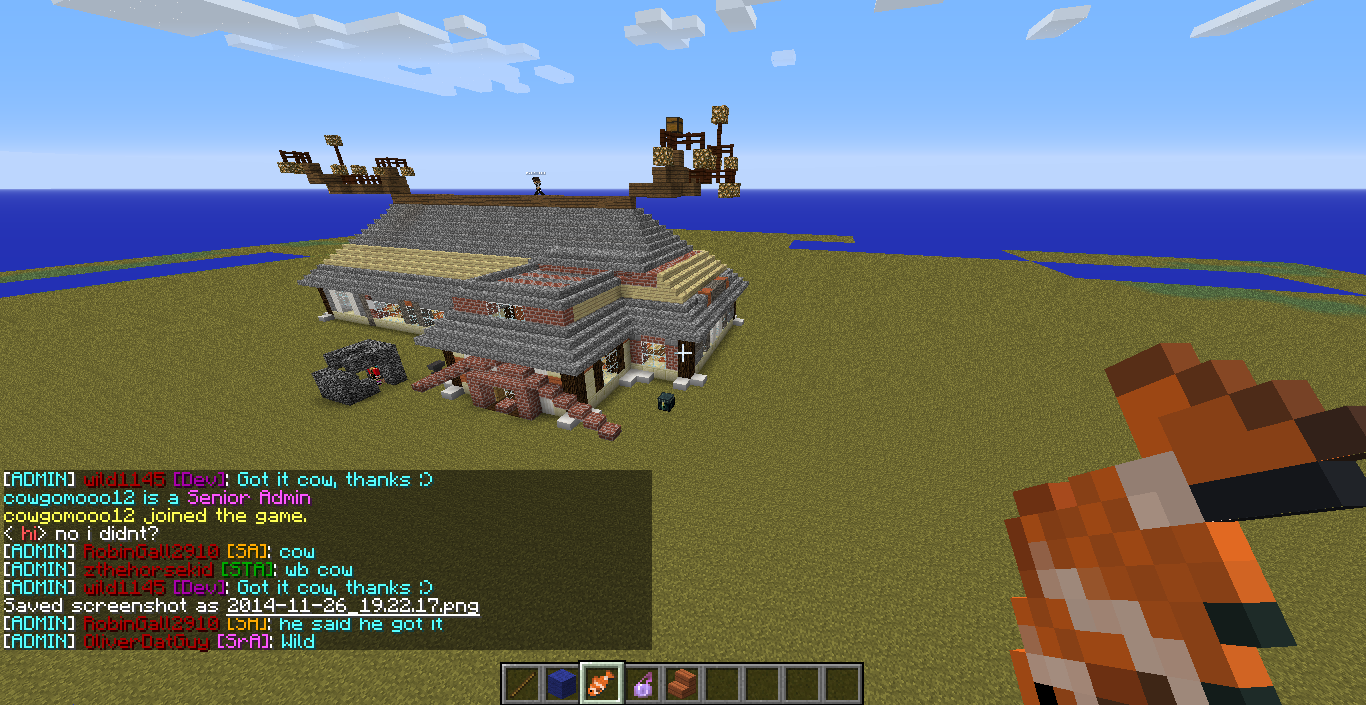 [ADMIN] wild1145 [Dev]: Got it cow, thanks :)
cowgomooo12 is a Senior Admin
cowgomooo12 joined the game.
< hi> no i didnt?
[ADMIN] RobinGall2910 [SA]: cow
[ADMIN] zthehorsekid [STA]: wb cow
[ADMIN] wild1145 [Dev]: Got it cow, thanks :)
Saved screenshot as 2014-11-26_19.22.17.png
[ADMIN] RobinGall2910 [SA]: he said he got it
[ADMIN] OliverDatGuy [SrA]: Wild